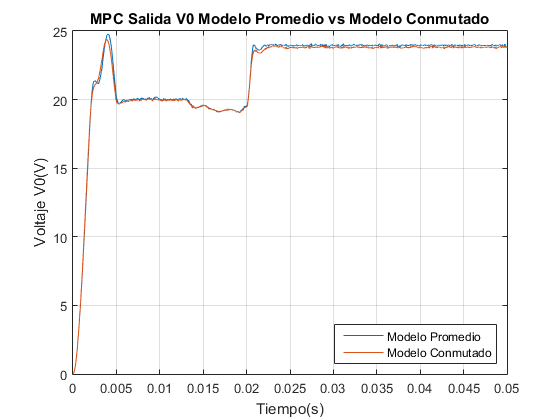 MPC Salida V0 Modelo Promedio vs Modelo Conmutado
25
20
15
10
5
0
Voltaje V0(V)
0 0.005 0.01 0.015 0.02 0.025 0.03 0.035 0.04 0.045 0.05
Tiempo(s)
Modelo Promedio
Modelo Conmutado